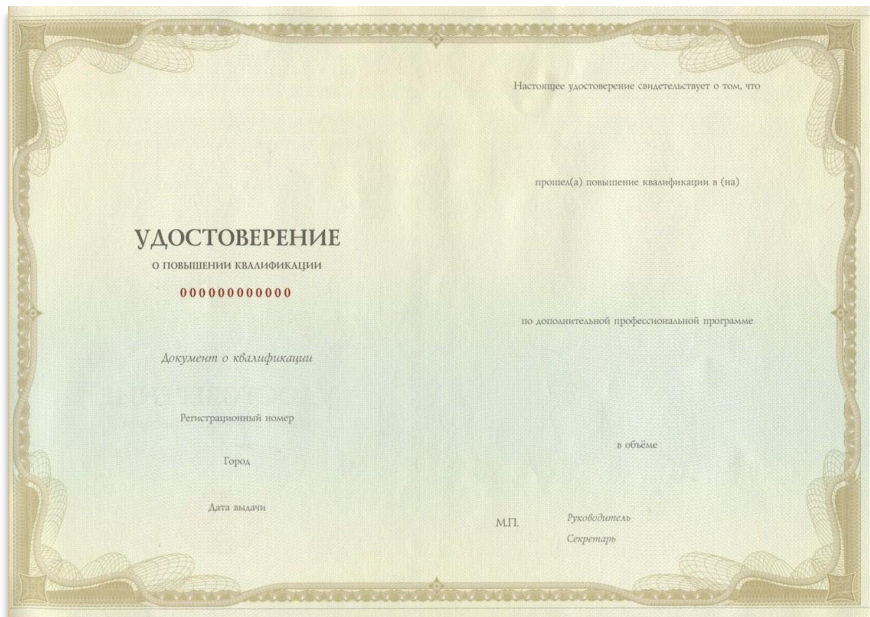 УДОСТОВЕРЕНИЕ
О ПОВЫШЕНИИ КВАЛИФИКАЦИИ
000000000000
Документ о квалификации
Регистрационный номер
Город
Дата выдачи
Настоящее удостоверение свидетельствует о том, что
прошел(а) повышение квалификации в (на)
по дополнительной профессиональной программе
в объёме
М.П.
Руководитель
Секретарь